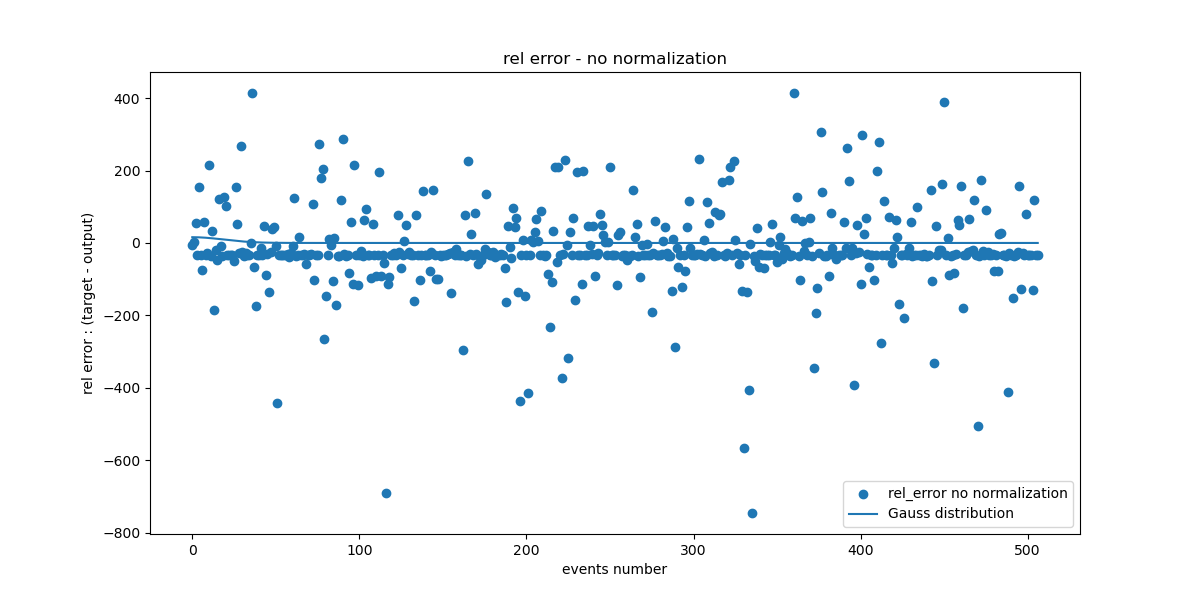 rel error - no normalization
rel error : (target - output)
400
200
0
−200
−400
−600
−800
0 100 200 300 400 500
events number
rel_error no normalization
Gauss distribution